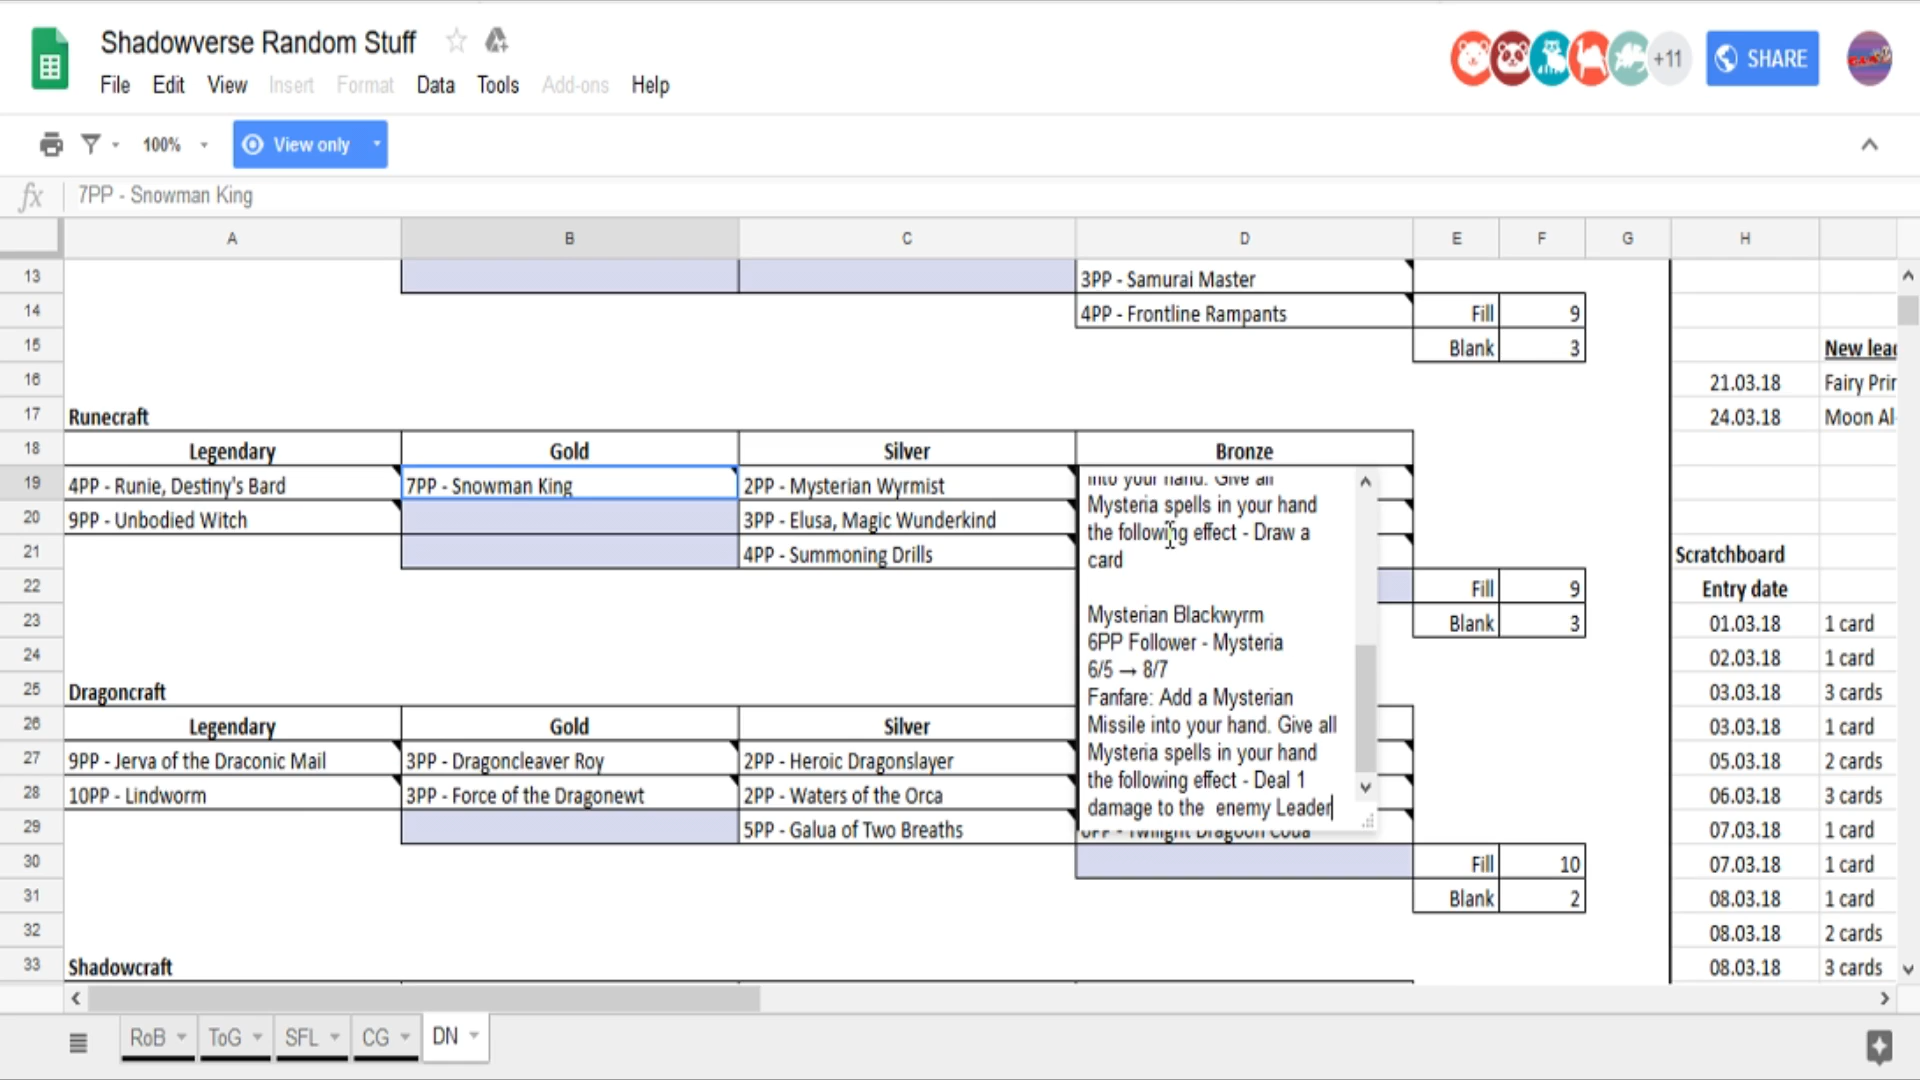 Shadowverse Random Stuff
+11
SHARE
File Edit View Insert Format Data Tools Add-ons Help
100% View only
fx 7PP - Snowman King
A B C D E F G H
13 3PP - Samurai Master
14 4PP - Frontline Rampants Fill 9
15 Blank 3
16 21.03.18 Fairy Prin
17 Runecraft 24.03.18 Moon Al
18 Legendary Gold Silver Bronze
19 4PP - Runie, Destiny's Bard 7PP - Snowman King 2PP - Mysterian Wyrmist
20 9PP - Unbodied Witch 3PP - Elusa, Magic Wunderkind
21 4PP - Summoning Drills Scratchboard
22 Fill 9 Entry date
23 Blank 3 01.03.18 1 card
24 02.03.18 1 card
25 Dragoncraft 03.03.18 3 cards
26 Legendary Gold Silver 03.03.18 1 card
27 9PP - Jerva of the Draconic Mail 3PP - Dragoncleaver Roy 2PP - Heroic Dragonslayer 05.03.18 2 cards
28 10PP - Lindworm 3PP - Force of the Dragonewt 2PP - Waters of the Orca 06.03.18 3 cards
29 5PP - Galua of Two Breaths 6PP - Twilight Dragoon Coda 07.03.18 1 card
30 Fill 10 07.03.18 1 card
31 Blank 2 08.03.18 1 card
32 08.03.18 2 cards
33 Shadowcraft 08.03.18 3 cards
New lea
into your hand. Give all
Mysteria spells in your hand
the following effect - Draw a
card
Mysterian Blackwyrm
6PP Follower - Mysteria
6/5 → 8/7
Fanfare: Add a Mysterian
Missile into your hand. Give all
Mysteria spells in your hand
the following effect - Deal 1
damage to the enemy Leader
RoB ToG SFL CG DN